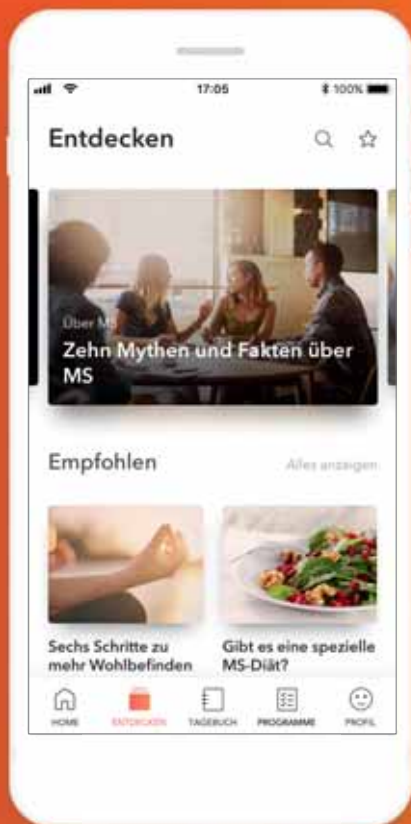 17:05
100%
Entdecken
Über MS
Zehn Mythen und Fakten über
MS
Empfohlen
Alles anzeigen
Sechs Schritte zu
mehr Wohlbefinden
Gibt es eine spezielle
MS-Diät?
HOME
ENTDECKEN
TAGEBUCH
PROGRAMME
PROFIL